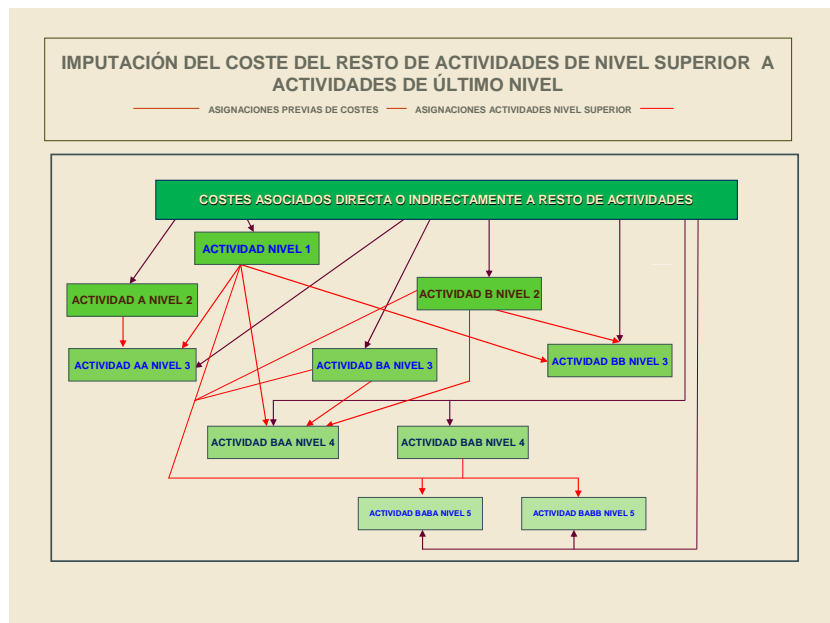 IMPUTACIÓN DEL COSTE DEL RESTO DE ACTIVIDADES DE NIVEL SUPERIOR A
ACTIVIDADES DE ÚLTIMO NIVEL
ASIGNACIONES PREVIAS DE COSTES ASIGNACIONES ACTIVIDADES NIVEL SUPERIOR
COSTES ASOCIADOS DIRECTA O INDIRECTAMENTE A RESTO DE ACTIVIDADES
ACTIVIDAD NIVEL 1
ACTIVIDAD A NIVEL 2
ACTIVIDAD B NIVEL 2
ACTIVIDAD AA NIVEL 3
ACTIVIDAD BA NIVEL 3
ACTIVIDAD BB NIVEL 3
ACTIVIDAD BAA NIVEL 4
ACTIVIDAD BAB NIVEL 4
ACTIVIDAD BABA NIVEL 5
ACTIVIDAD BABB NIVEL 5